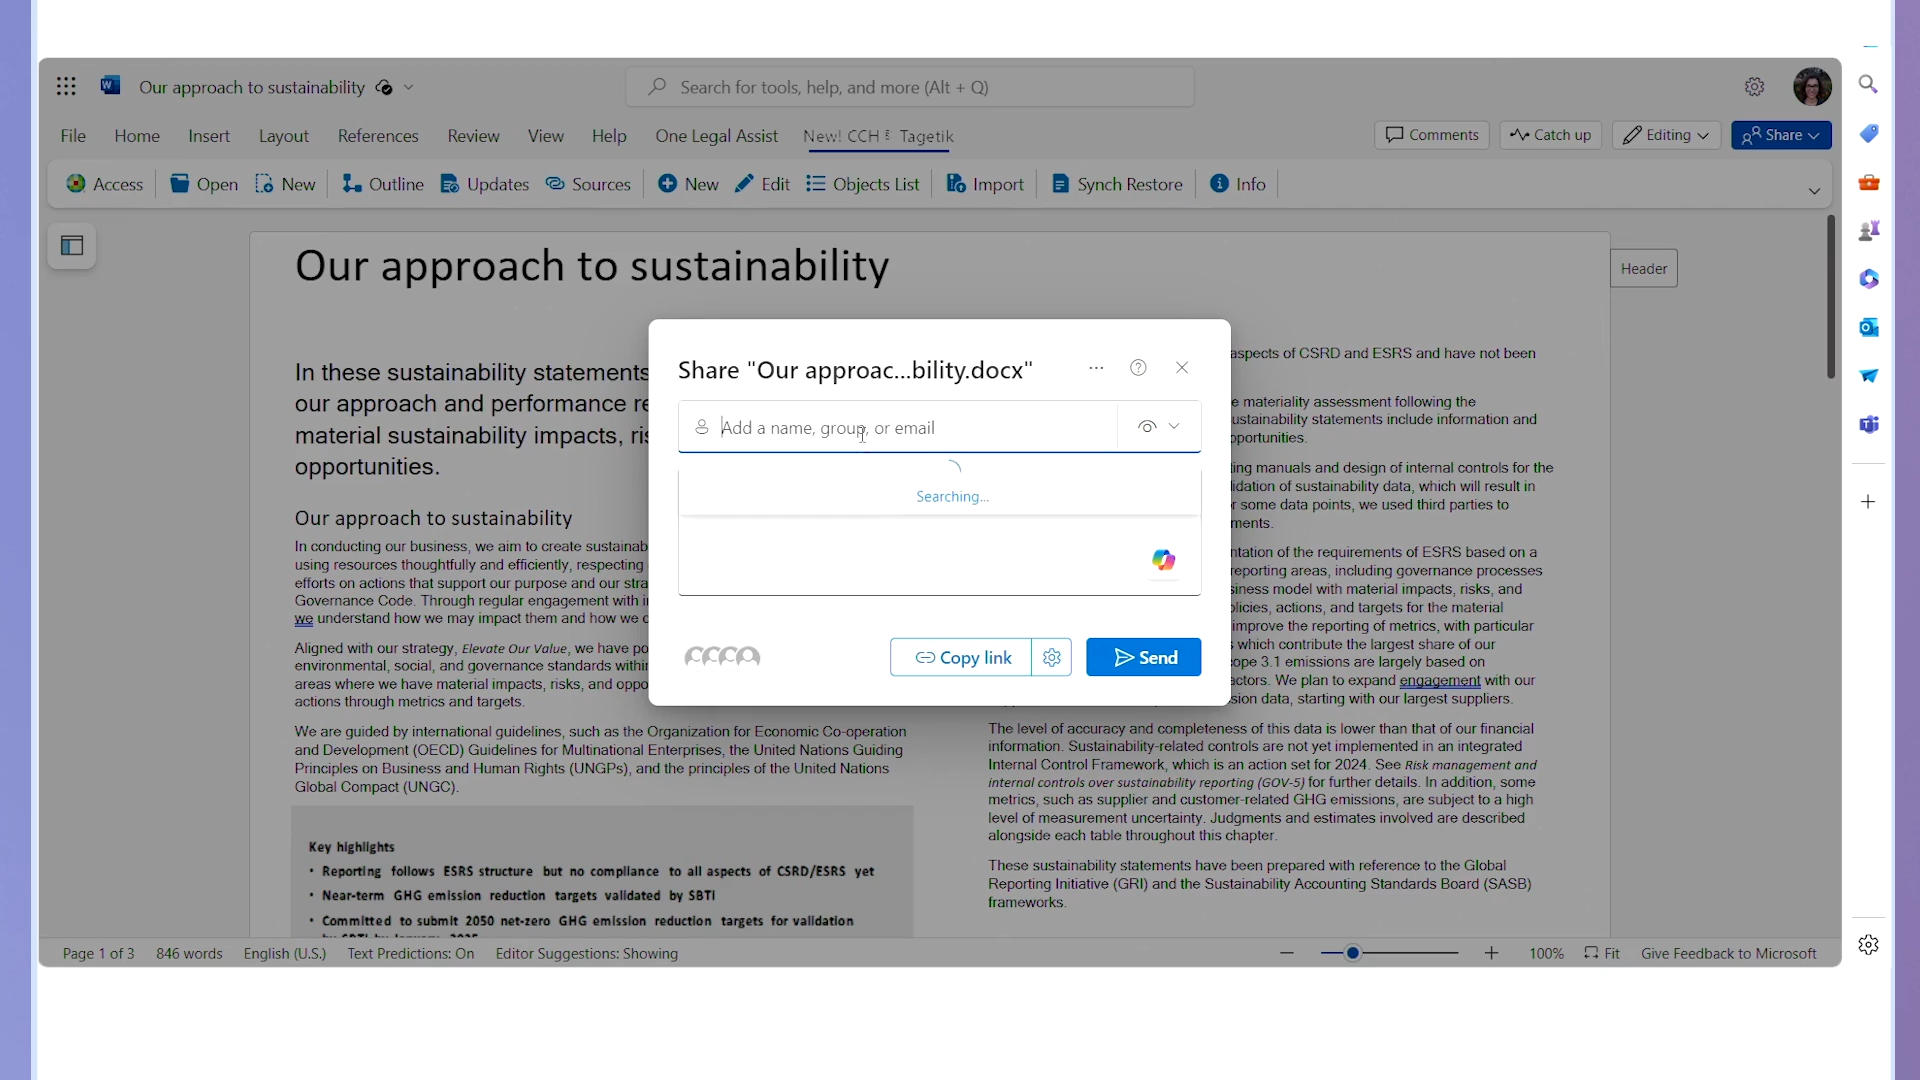 Our approach to sustainability
Search for tools, help, and more (Alt + Q)
File Home Insert Layout References Review View Help One Legal Assist New! CCH Tagetik
Comments Catch up Editing Share
Access Open New Outline Updates Sources New Edit Objects List Import Synch Restore Info
Our approach to sustainability
Header
In these sustainability statements
our approach and performance re
material sustainability impacts, ris
opportunities.
Our approach to sustainability
In conducting our business, we aim to create sustainab
using resources thoughtfully and efficiently, respecting
efforts on actions that support our purpose and our stra
Governance Code. Through regular engagement with i
we understand how we may impact them and how we c
Aligned with our strategy, Elevate Our Value, we have po
environmental, social, and governance standards within
areas where we have material impacts, risks, and oppo
actions through metrics and targets.
We are guided by international guidelines, such as the Organization for Economic Co-operation
and Development (OECD) Guidelines for Multinational Enterprises, the United Nations Guiding
Principles on Business and Human Rights (UNGPs), and the principles of the United Nations
Global Compact (UNGC).
Key highlights
• Reporting follows ESRS structure but no compliance to all aspects of CSRD/ESRS yet
• Near-term GHG emission reduction targets validated by SBTi
• Committed to submit 2050 net-zero GHG emission reduction targets for validation
Share "Our approac...bility.docx"
Add a name, group, or email
Searching...
Copy link
Send
aspects of CSRD and ESRS and have not been
e materiality assessment following the
ustainability statements include information and
pportunities.
ing manuals and design of internal controls for the
lidation of sustainability data, which will result in
r some data points, we used third parties to
ments.
ntation of the requirements of ESRS based on a
reporting areas, including governance processes
siness model with material impacts, risks, and
olicies, actions, and targets for the material
improve the reporting of metrics, with particular
s which contribute the largest share of our
ope 3.1 emissions are largely based on
actors. We plan to expand engagement with our
sion data, starting with our largest suppliers.
The level of accuracy and completeness of this data is lower than that of our financial
information. Sustainability-related controls are not yet implemented in an integrated
Internal Control Framework, which is an action set for 2024. See Risk management and
internal controls over sustainability reporting (GOV-5) for further details. In addition, some
metrics, such as supplier and customer-related GHG emissions, are subject to a high
level of measurement uncertainty. Judgments and estimates involved are described
alongside each table throughout this chapter.
These sustainability statements have been prepared with reference to the Global
Reporting Initiative (GRI) and the Sustainability Accounting Standards Board (SASB)
frameworks.
Page 1 of 3 846 words English (U.S.) Text Predictions: On Editor Suggestions: Showing
100% Fit Give Feedback to Microsoft